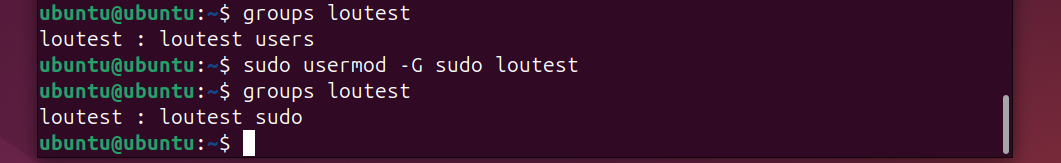 ubuntu@ubuntu:~$ groups loutest
loutest : loutest users
ubuntu@ubuntu:~$ sudo usermod -G sudo loutest
ubuntu@ubuntu:~$ groups loutest
loutest : loutest sudo
ubuntu@ubuntu:~$